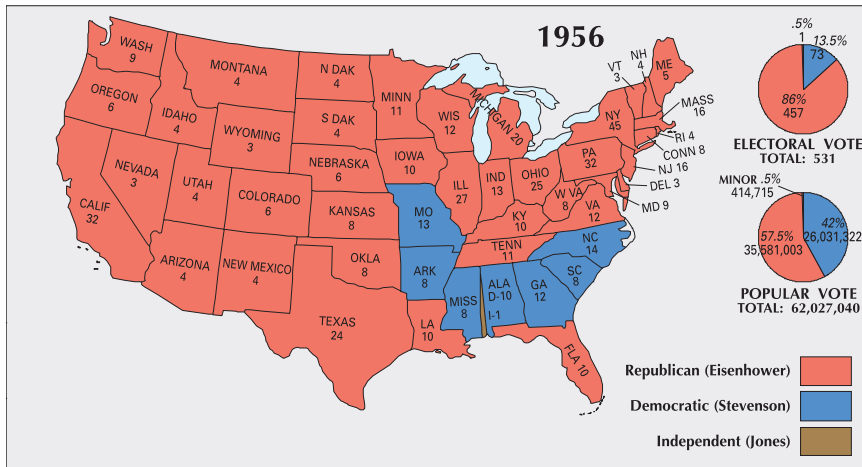 1956
WASH
9
OREGON
6
CALIF
32
NEVADA
3
IDAHO
4
MONTANA
4
WYOMING
3
UTAH
4
COLORADO
6
ARIZONA
4
NEW MEXICO
4
N DAK
4
S DAK
4
NEBRASKA
6
KANSAS
8
OKLA
8
TEXAS
24
MINN
11
IOWA
10
MO
13
ARK
8
LA
10
WIS
12
ILL
27
MICHIGAN 20
IND
13
OHIO
25
KY
10
TENN
11
MISS
8
ALA
D-10
I-1
GA
12
FLA 10
SC
8
NC
14
VA
12
W VA
8
PA
32
NY
45
VT
3
NH
4
ME
5
MASS
16
RI 4
CONN 8
NJ 16
DEL 3
MD 9
.5%
1
13.5%
73
86%
457
ELECTORAL VOTE
TOTAL: 531
MINOR .5%
414,715
42%
26,031,322
57.5%
35,581,003
POPULAR VOTE
TOTAL: 62,027,040
Republican (Eisenhower)
Democratic (Stevenson)
Independent (Jones)